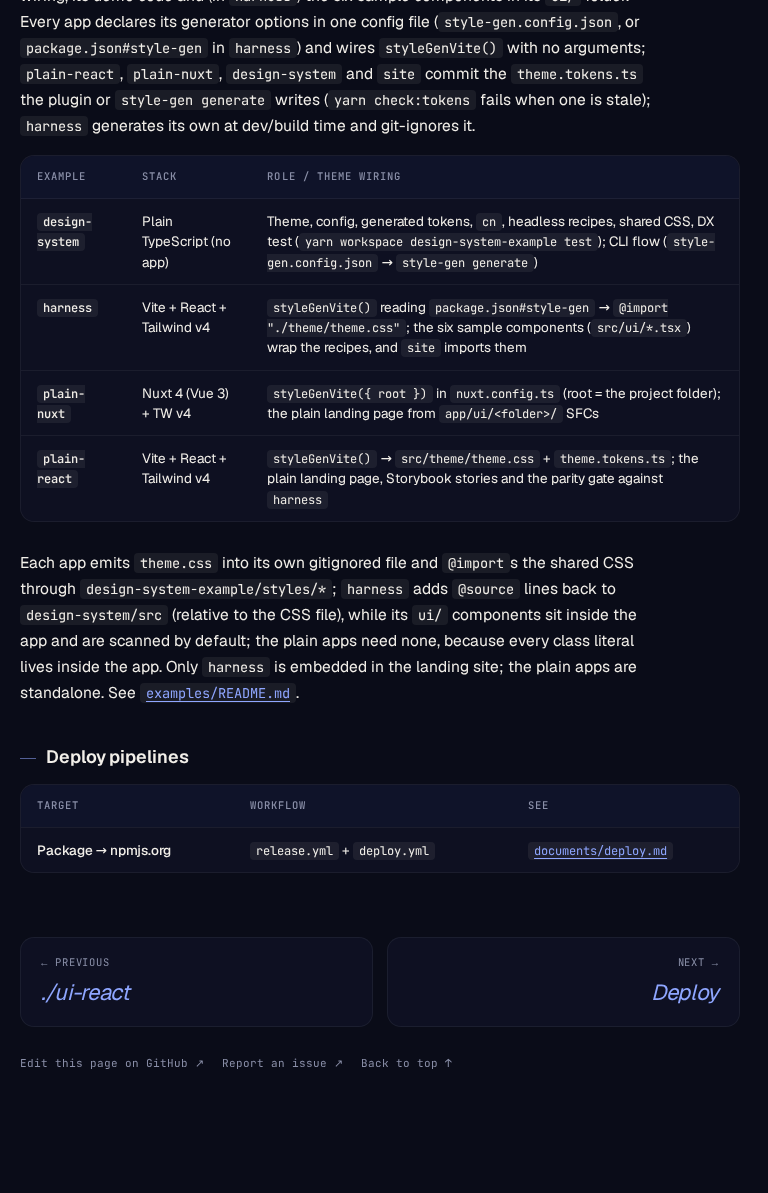 Every app declares its generator options in one config file ( style-gen.config.json , or
package.json#style-gen in harness ) and wires styleGenVite() with no arguments;
plain-react , plain-nuxt , design-system and site commit the theme.tokens.ts
the plugin or style-gen generate writes ( yarn check:tokens fails when one is stale);
harness generates its own at dev/build time and git-ignores it.
EXAMPLE STACK ROLE / THEME WIRING
design- Plain Theme, config, generated tokens, cn , headless recipes, shared CSS, DX
system TypeScript (no test ( yarn workspace design-system-example test ); CLI flow ( style-
app) gen.config.json → style-gen generate )
harness Vite + React + styleGenVite() reading package.json#style-gen → @import
Tailwind v4 "./theme/theme.css" ; the six sample components ( src/ui/*.tsx )
wrap the recipes, and site imports them
plain- Nuxt 4 (Vue 3) styleGenVite({ root }) in nuxt.config.ts (root = the project folder);
nuxt + TW v4 the plain landing page from app/ui/<folder>/ SFCs
plain- Vite + React + styleGenVite() → src/theme/theme.css + theme.tokens.ts ; the
react Tailwind v4 plain landing page, Storybook stories and the parity gate against
harness
Each app emits theme.css into its own gitignored file and @import s the shared CSS
through design-system-example/styles/* ; harness adds @source lines back to
design-system/src (relative to the CSS file), while its ui/ components sit inside the
app and are scanned by default; the plain apps need none, because every class literal
lives inside the app. Only harness is embedded in the landing site; the plain apps are
standalone. See examples/README.md .
— Deploy pipelines
TARGET WORKFLOW SEE
Package → npmjs.org release.yml + deploy.yml documents/deploy.md
← PREVIOUS NEXT →
./ui-react Deploy
Edit this page on GitHub ↗ Report an issue ↗ Back to top ↑